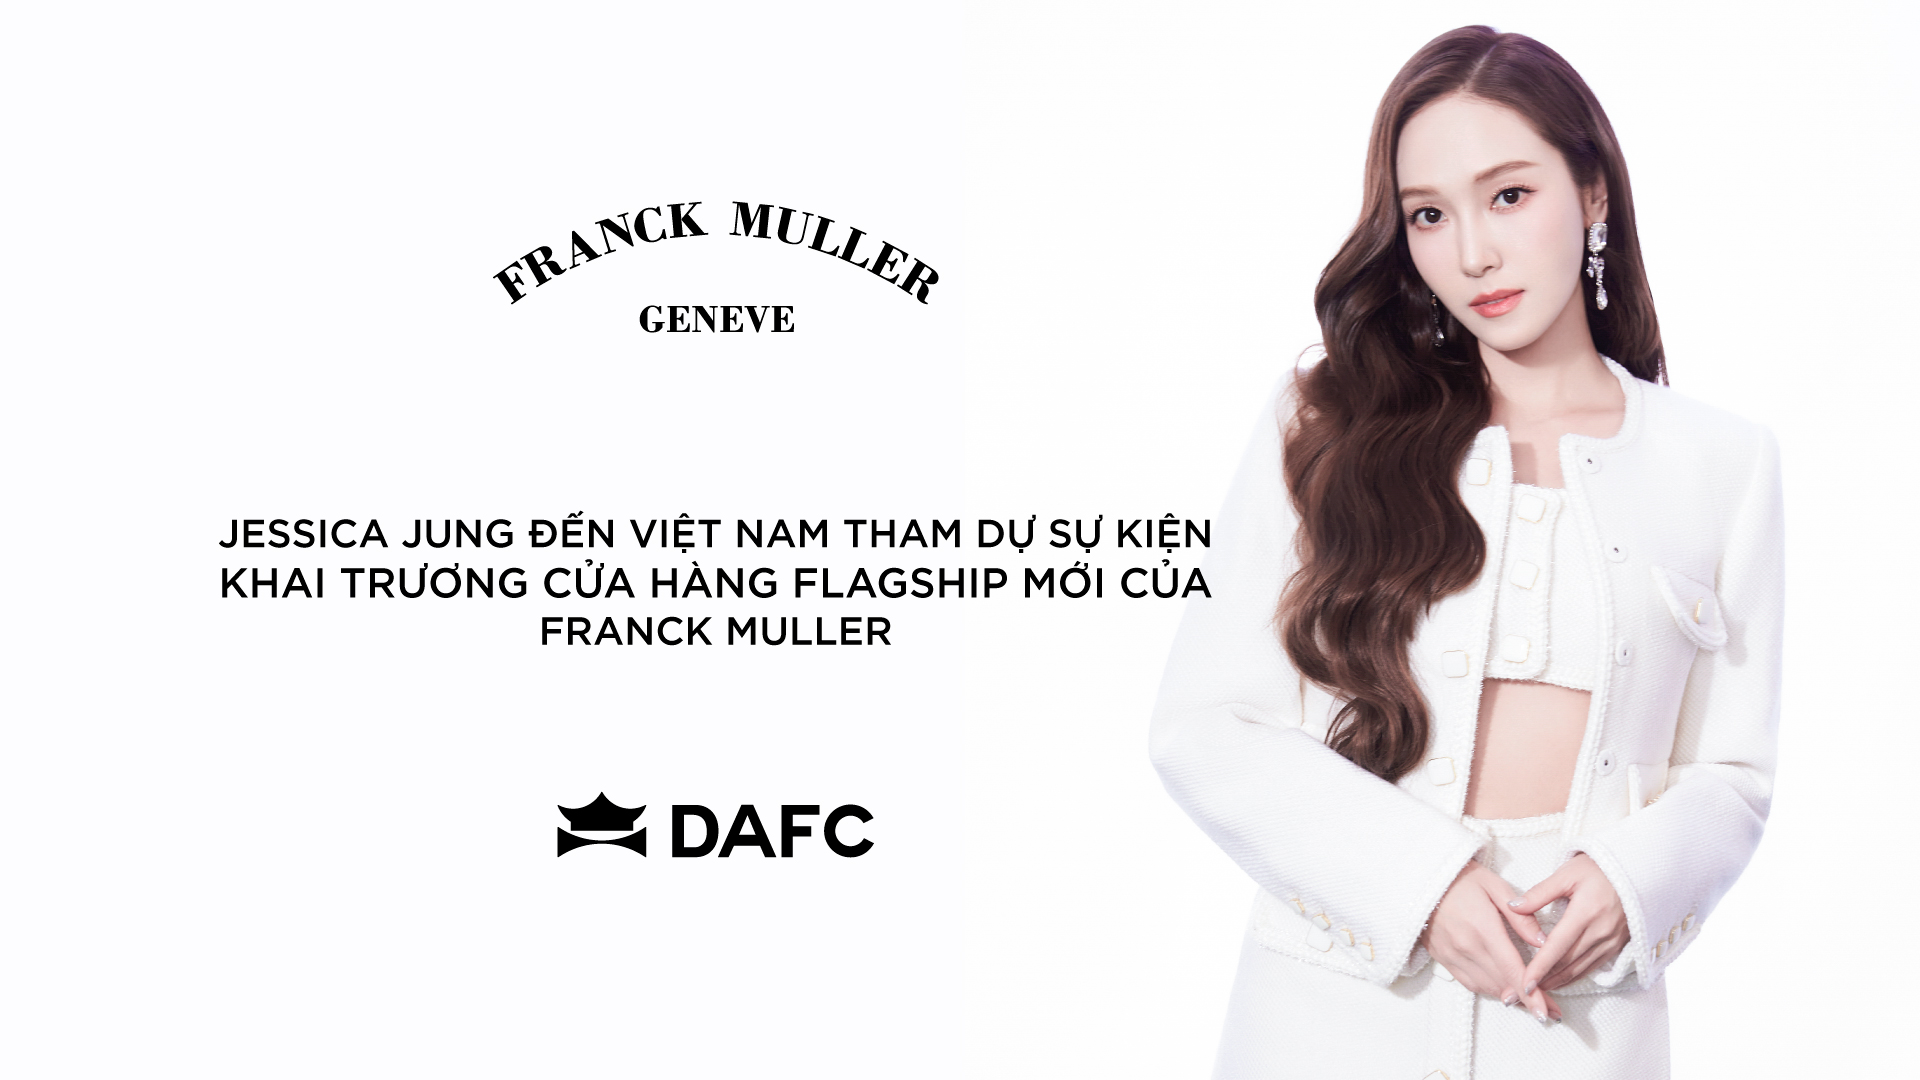 FRANCK MULLER
GENEVE
JESSICA JUNG ĐẾN VIỆT NAM THAM DỰ SỰ KIỆN
KHAI TRƯƠNG CỬA HÀNG FLAGSHIP MỚI CỦA
FRANCK MULLER
DAFC